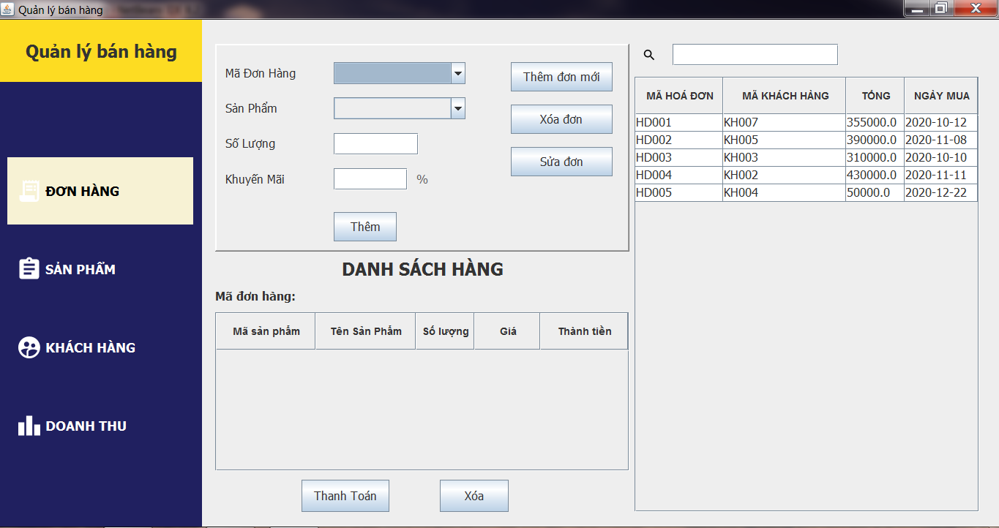 Quản lý bán hàng
Quản lý bán hàng
ĐƠN HÀNG
SẢN PHẨM
KHÁCH HÀNG
DOANH THU
Mã Đơn Hàng
Thêm đơn mới
Sản Phẩm
Xóa đơn
Số Lượng
Sửa đơn
Khuyến Mãi %
Thêm
DANH SÁCH HÀNG
Mã đơn hàng:
Mã sản phẩm Tên Sản Phẩm Số lượng Giá Thành tiền
Thanh Toán Xóa
MÃ HOÁ ĐƠN MÃ KHÁCH HÀNG TỔNG NGÀY MUA
HD001 KH007 355000.0 2020-10-12
HD002 KH005 390000.0 2020-11-08
HD003 KH003 310000.0 2020-10-10
HD004 KH002 430000.0 2020-11-11
HD005 KH004 50000.0 2020-12-22